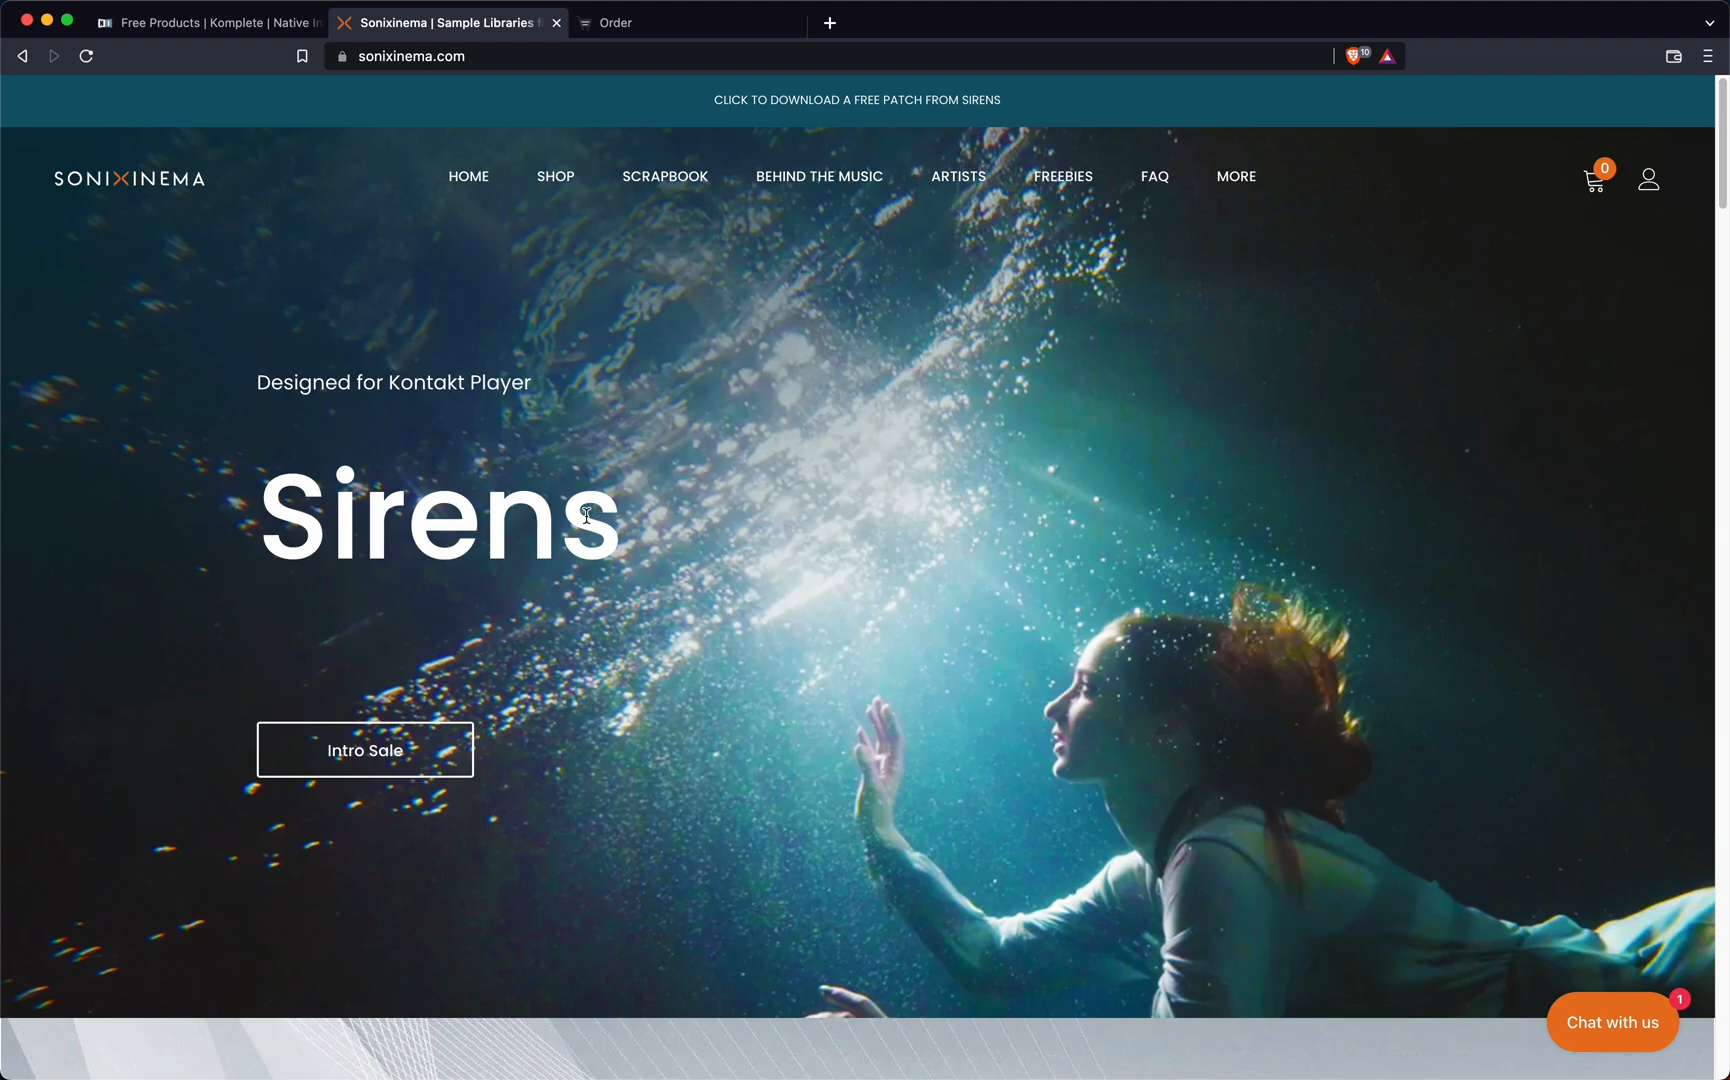 Free Products | Komplete | Native In
Sonixinema | Sample Libraries f
Order
sonixinema.com
10
CLICK TO DOWNLOAD A FREE PATCH FROM SIRENS
SONIXINEMA
HOME
SHOP
SCRAPBOOK
BEHIND THE MUSIC
ARTISTS
FREEBIES
FAQ
MORE
0
Designed for Kontakt Player
Sirens
Intro Sale
1
Chat with us